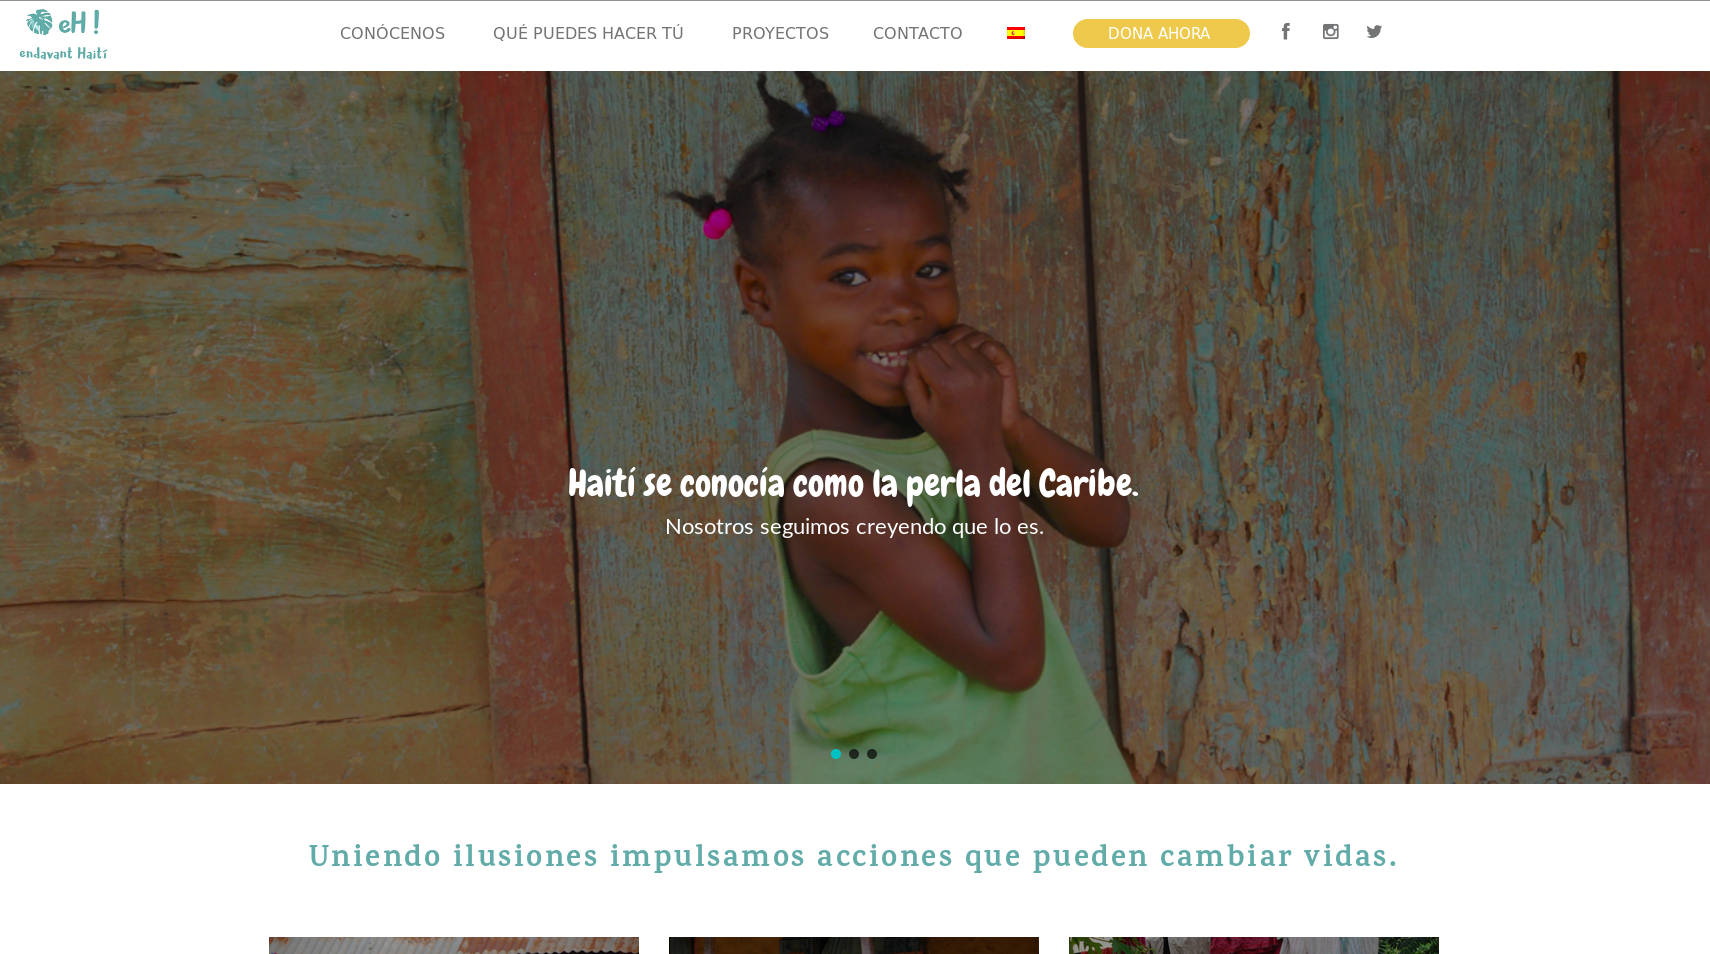 eH !
endavant Haití
CONÓCENOS
QUÉ PUEDES HACER TÚ
PROYECTOS
CONTACTO
DONA AHORA
Haití se conocía como la perla del Caribe.
Nosotros seguimos creyendo que lo es.
Uniendo ilusiones impulsamos acciones que pueden cambiar vidas.